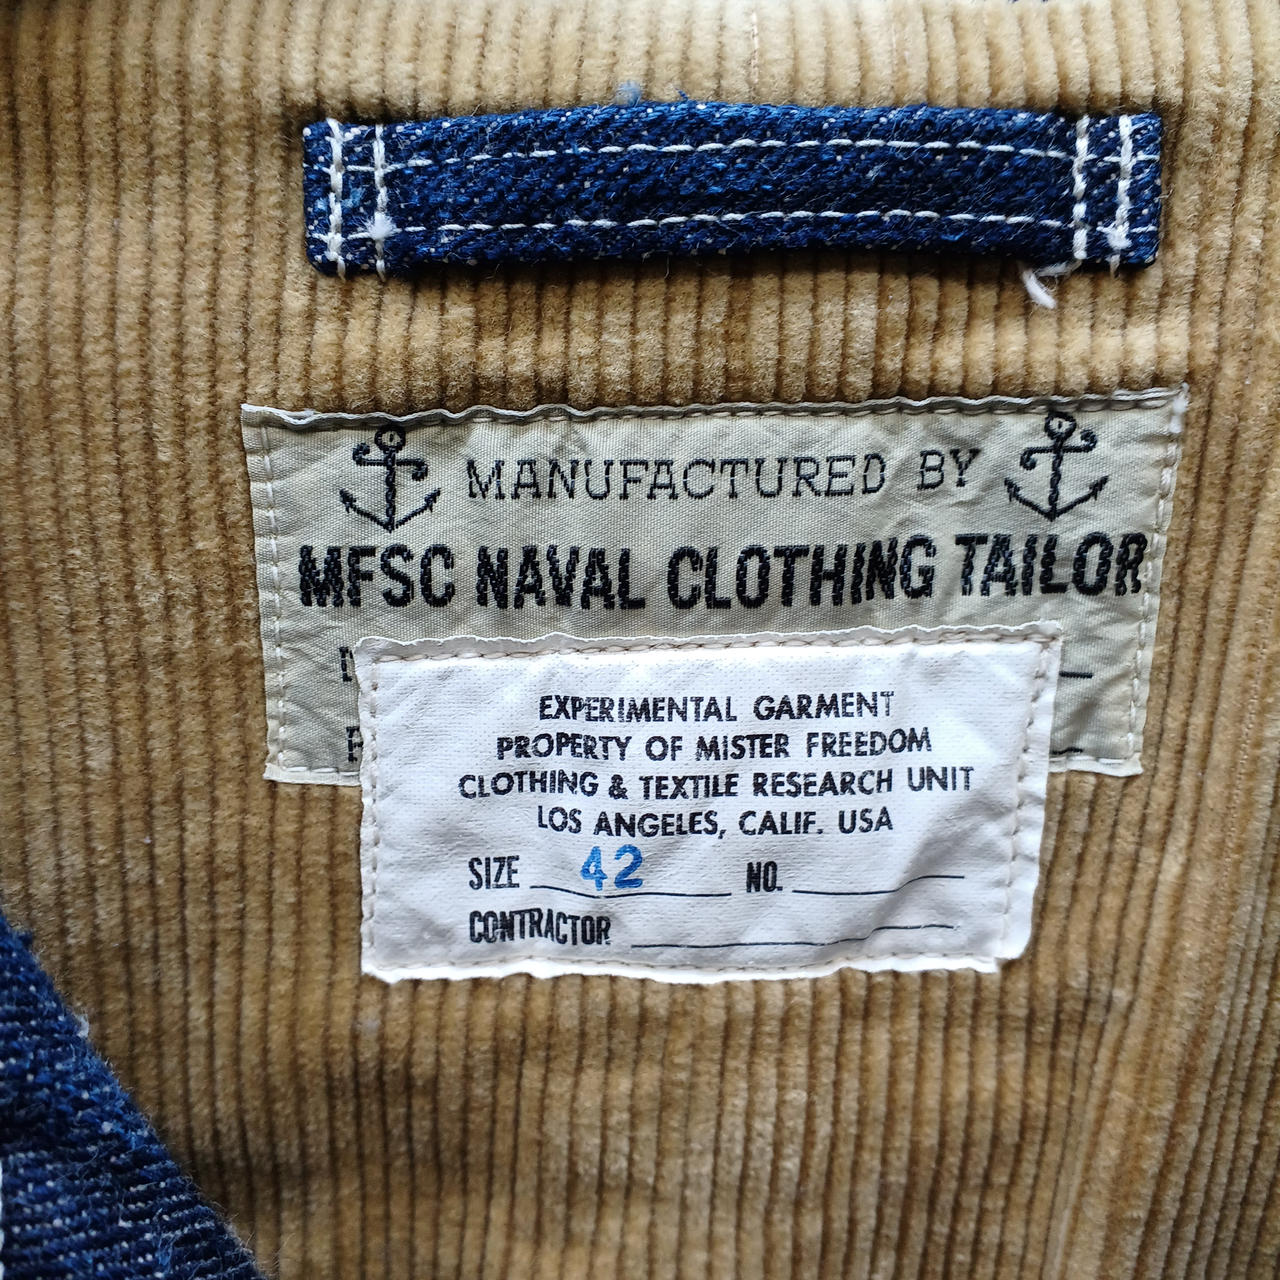 MANUFACTURED BY
MFSC NAVAL CLOTHING TAILOR
EXPERIMENTAL GARMENT
PROPERTY OF MISTER FREEDOM
CLOTHING & TEXTILE RESEARCH UNIT
LOS ANGELES, CALIF. USA
SIZE 42 NO.
CONTRACTOR